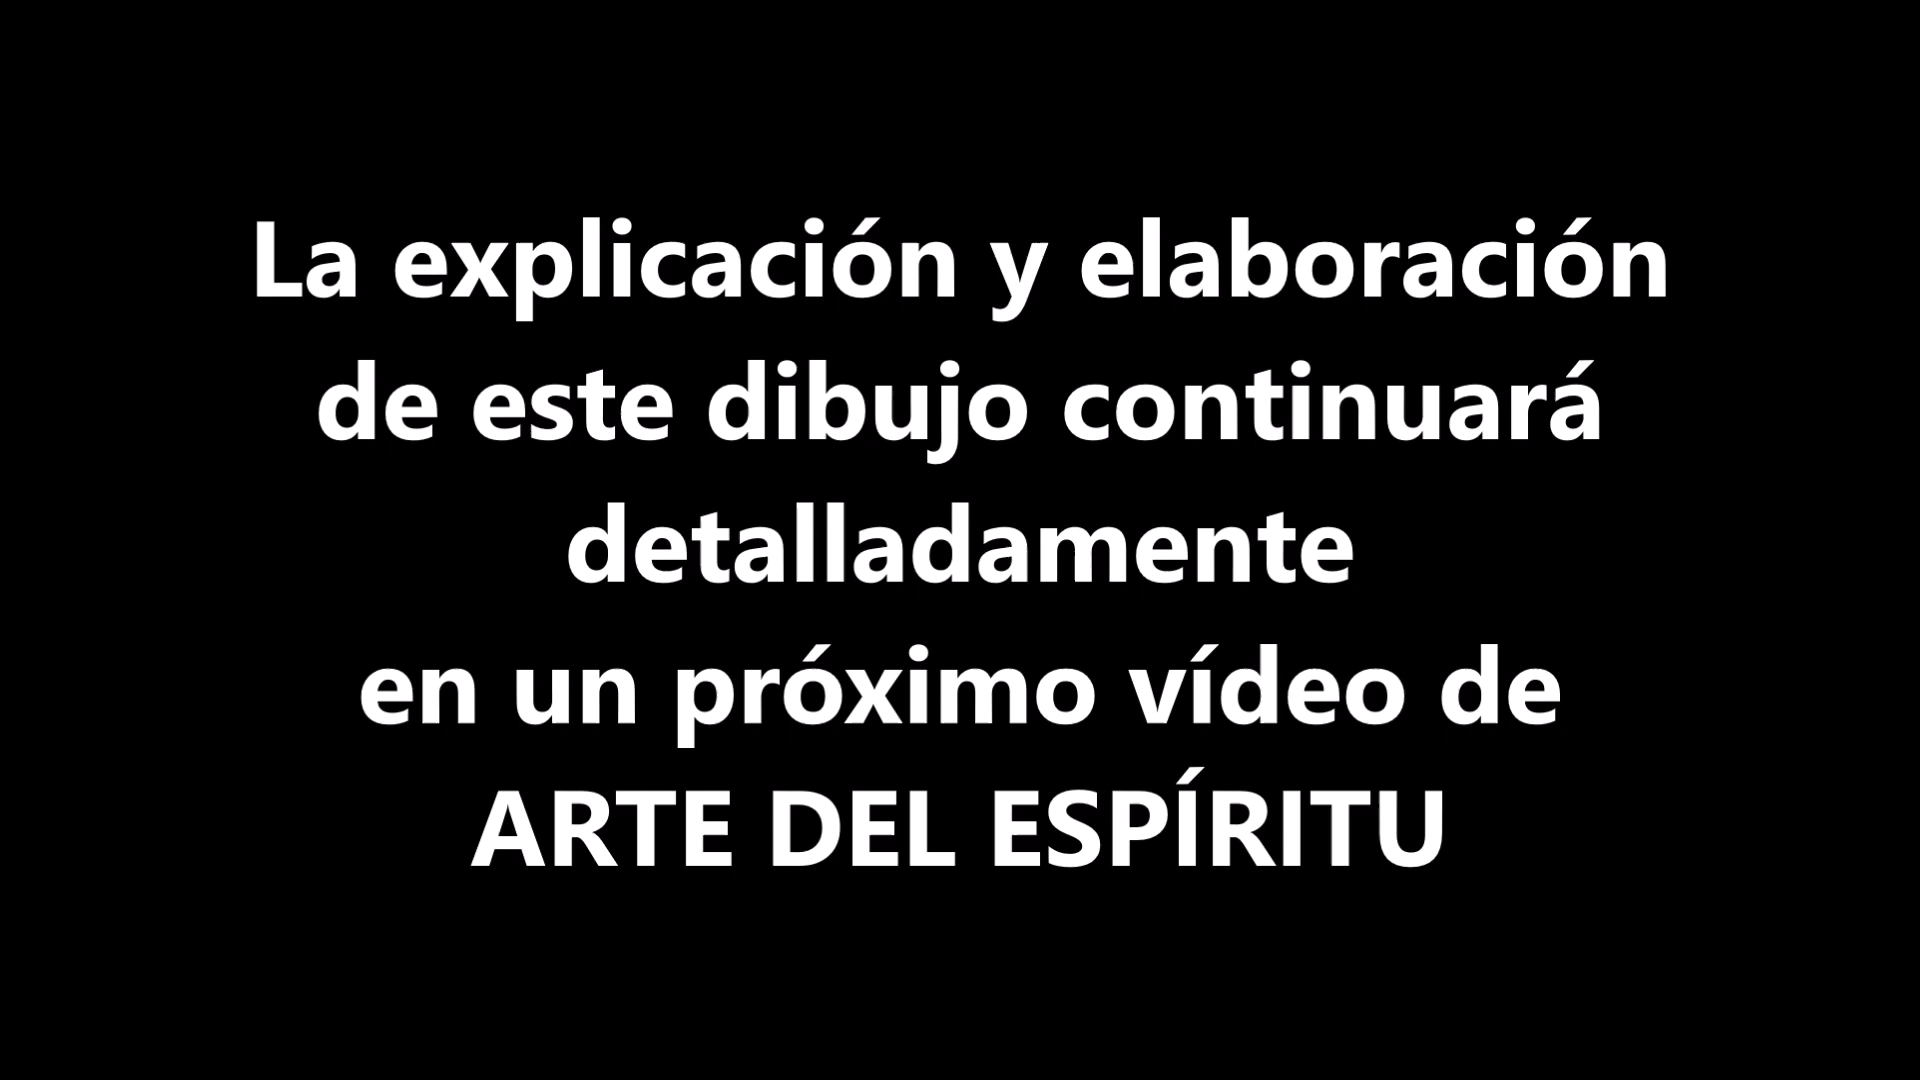 La explicación y elaboración
de este dibujo continuará
detalladamente
en un próximo vídeo de
ARTE DEL ESPÍRITU